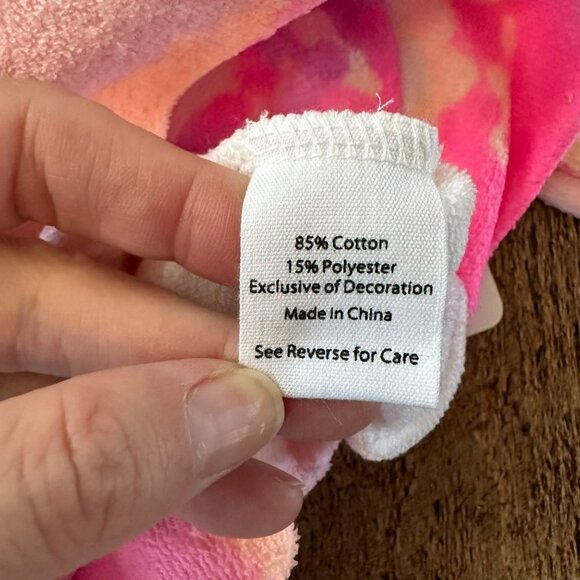 85% Cotton
15% Polyester
Exclusive of Decoration
Made in China
See Reverse for Care